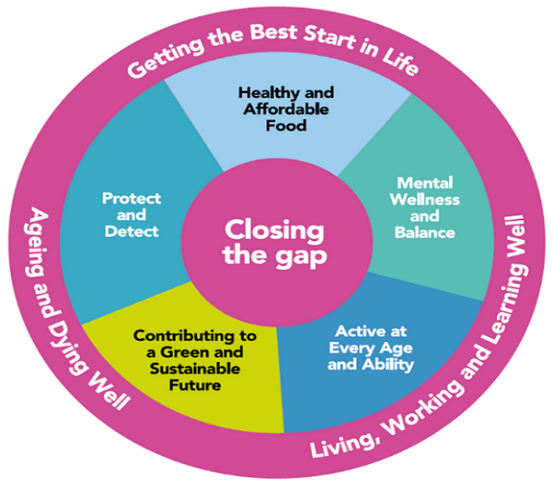 Getting the Best Start in Life
Healthy and
Affordable
Food
Mental
Wellness
and
Balance
Protect
and
Detect
Closing
the gap
Active at
Every Age
and Ability
Contributing to
a Green and
Sustainable
Future
Living, Working and Learning Well
Ageing and Dying Well